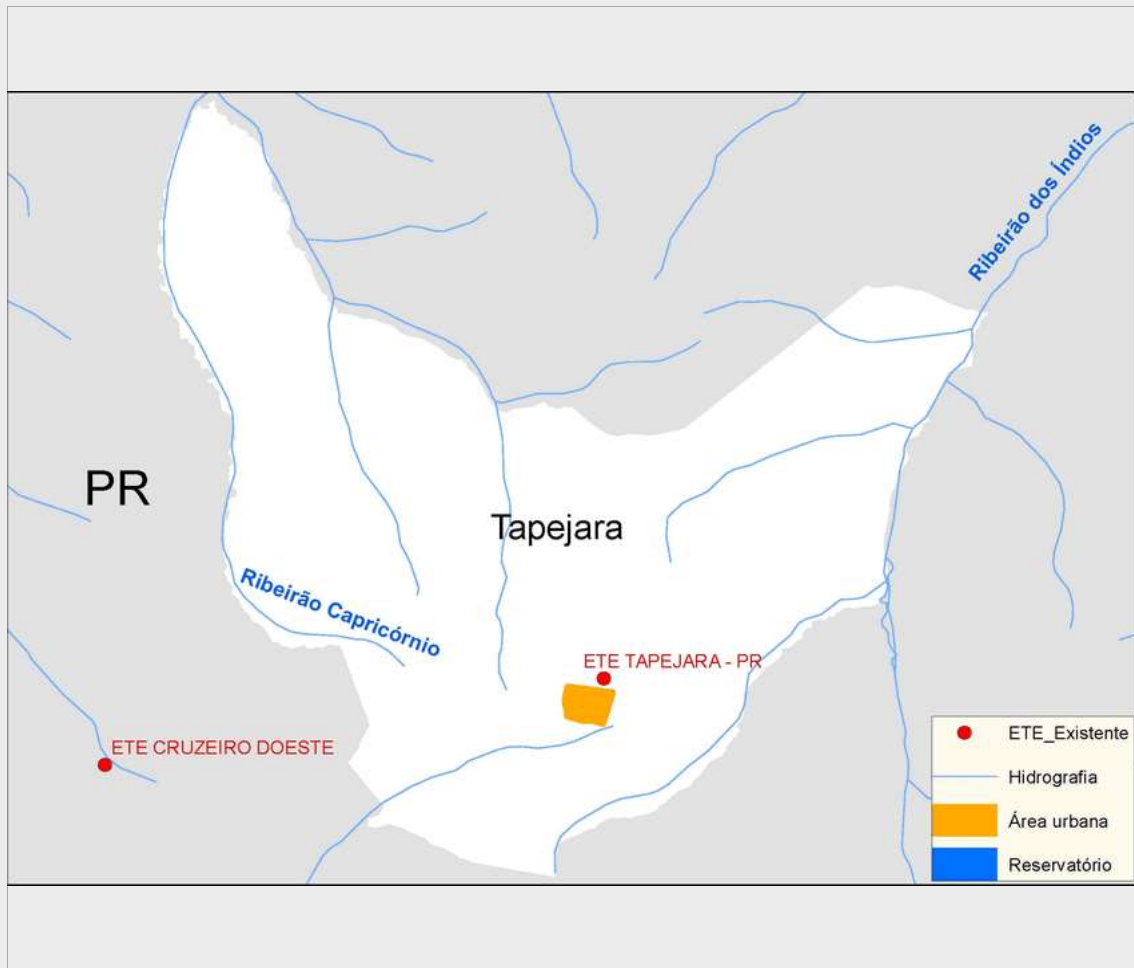 Ribeirão dos Índios
PR
Tapejara
Ribeirão Capricórnio
ETE TAPEJARA - PR
ETE CRUZEIRO DOESTE
ETE_Existente
Hidrografia
Área urbana
Reservatório